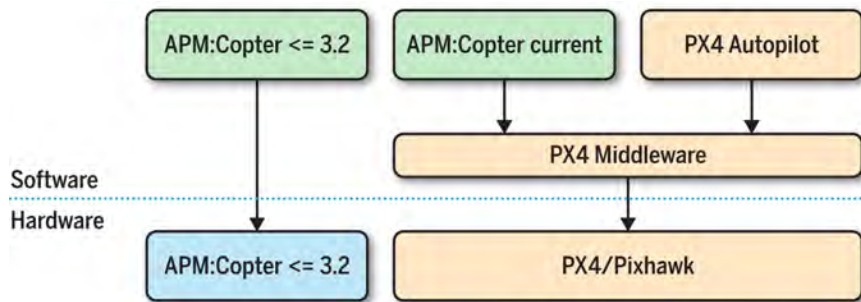 APM:Copter <= 3.2
APM:Copter current
PX4 Autopilot
PX4 Middleware
Software
Hardware
APM:Copter <= 3.2
PX4/Pixhawk